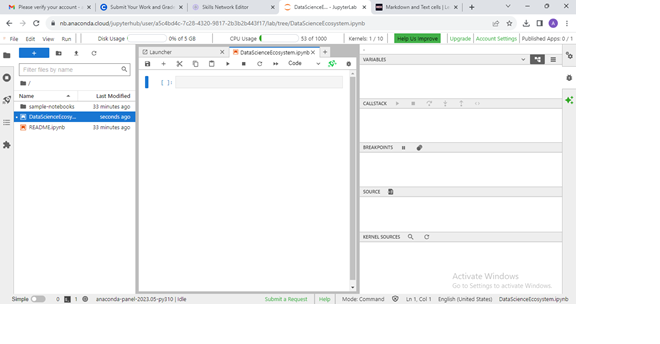 Please verify your account -
Submit Your Work and Grad
Skills Network Editor
DataScienceE... - JupyterLab
Markdown and Text cells | L
nb.anaconda.cloud/jupyterhub/user/a5c4bd4c-7c28-4320-9817-2b3b2b443f17/lab/tree/DataScienceEcosystem.ipynb
File Edit View Run
Disk Usage 0% of 5 GB
CPU Usage 53 of 1000
Kernels: 1 / 10
Help Us Improve
Upgrade
Account Settings
Published Apps: 0 / 1
Filter files by name
/
Name
Last Modified
sample-notebooks 33 minutes ago
DataScienceEcosy... seconds ago
README.ipynb 33 minutes ago
Launcher
DataScienceEcosystem.ipynb
Code
[ ]:
VARIABLES
CALLSTACK
BREAKPOINTS
SOURCE
KERNEL SOURCES
Activate Windows
Go to Settings to activate Windows.
Simple
0
1
anaconda-panel-2023.05-py310 | Idle
Submit a Request
Help
Mode: Command
Ln 1, Col 1
English (United States)
DataScienceEcosystem.ipynb